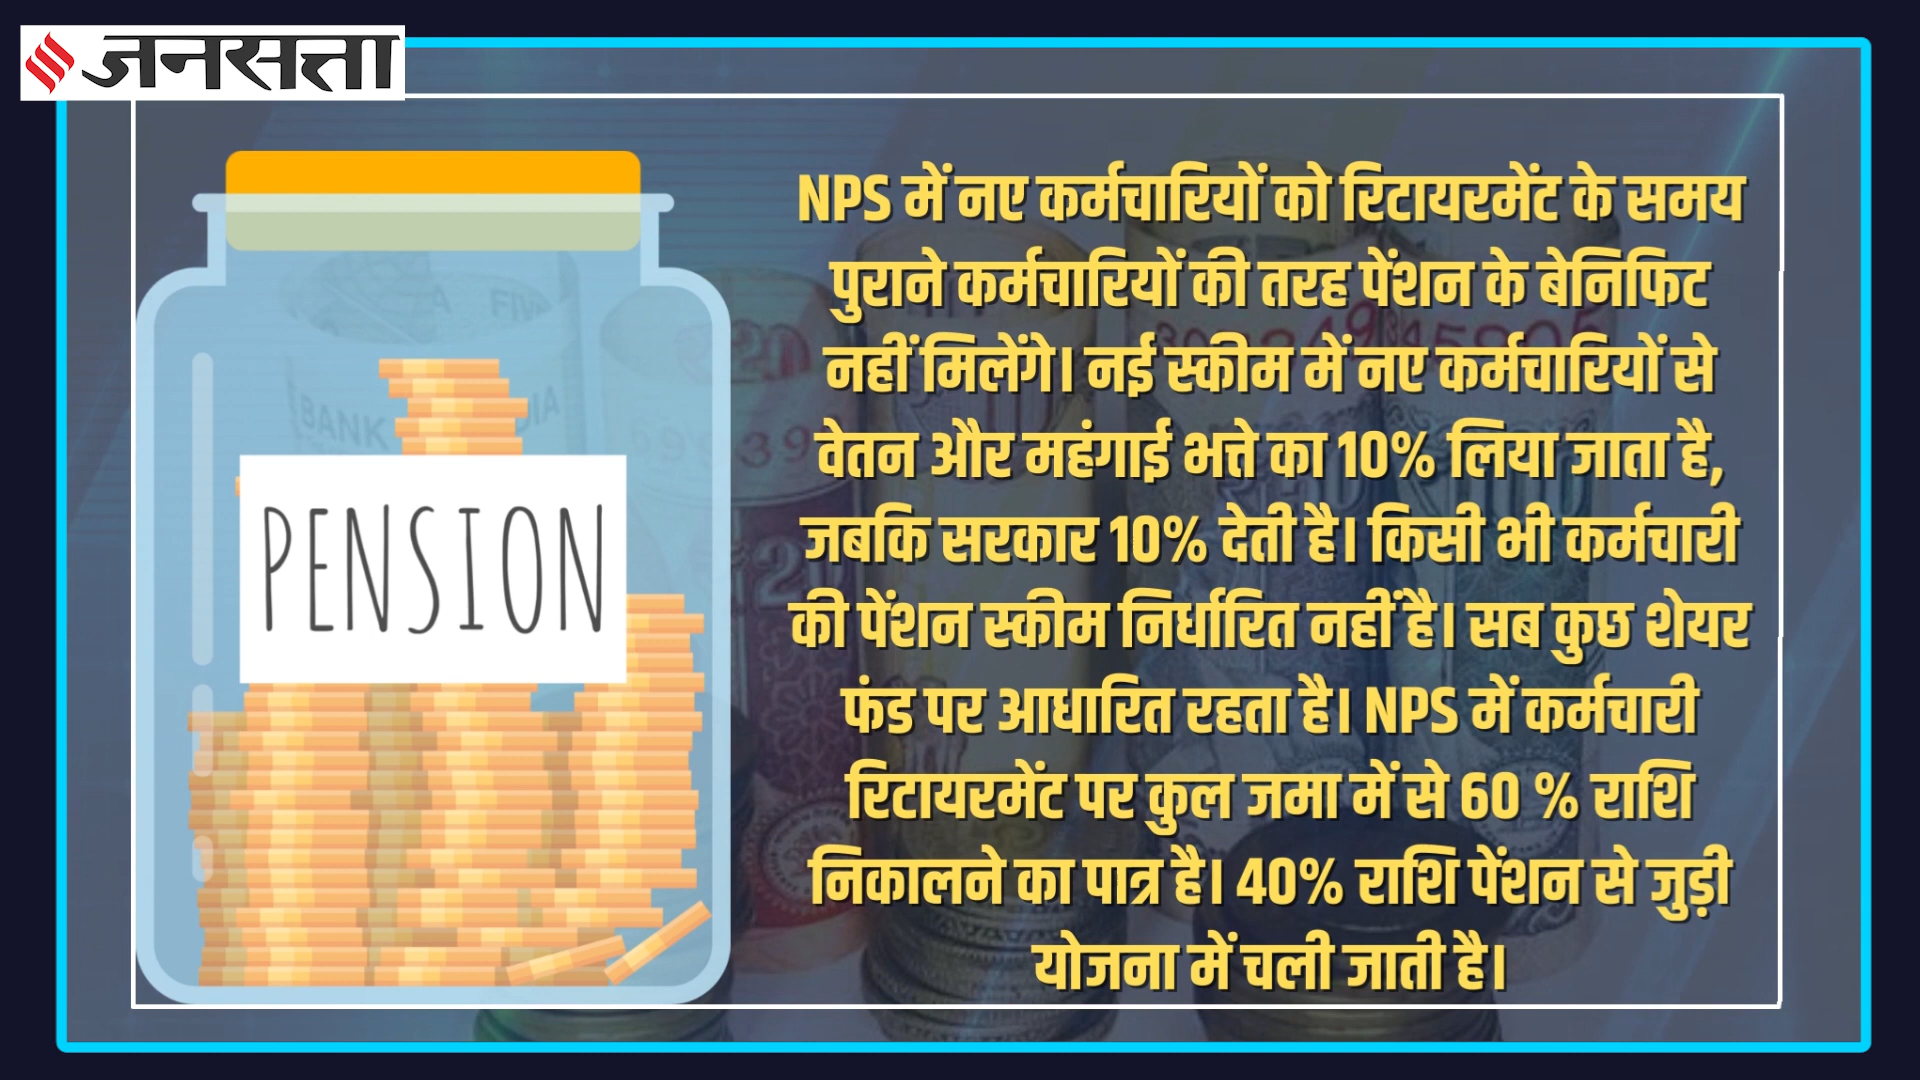 जनसत्ता
NPS में नए कर्मचारियों को रिटायरमेंट के समय
पुराने कर्मचारियों की तरह पेंशन के बेनिफिट
नहीं मिलेंगे। नई स्कीम में नए कर्मचारियों से
वेतन और महंगाई भत्ते का 10% लिया जाता है,
जबकि सरकार 10% देती है। किसी भी कर्मचारी
की पेंशन स्कीम निर्धारित नहीं है। सब कुछ शेयर
फंड पर आधारित रहता है। NPS में कर्मचारी
रिटायरमेंट पर कुल जमा में से 60 % राशि
निकालने का पात्र है। 40% राशि पेंशन से जुड़ी
योजना में चली जाती है।
PENSION
BANK